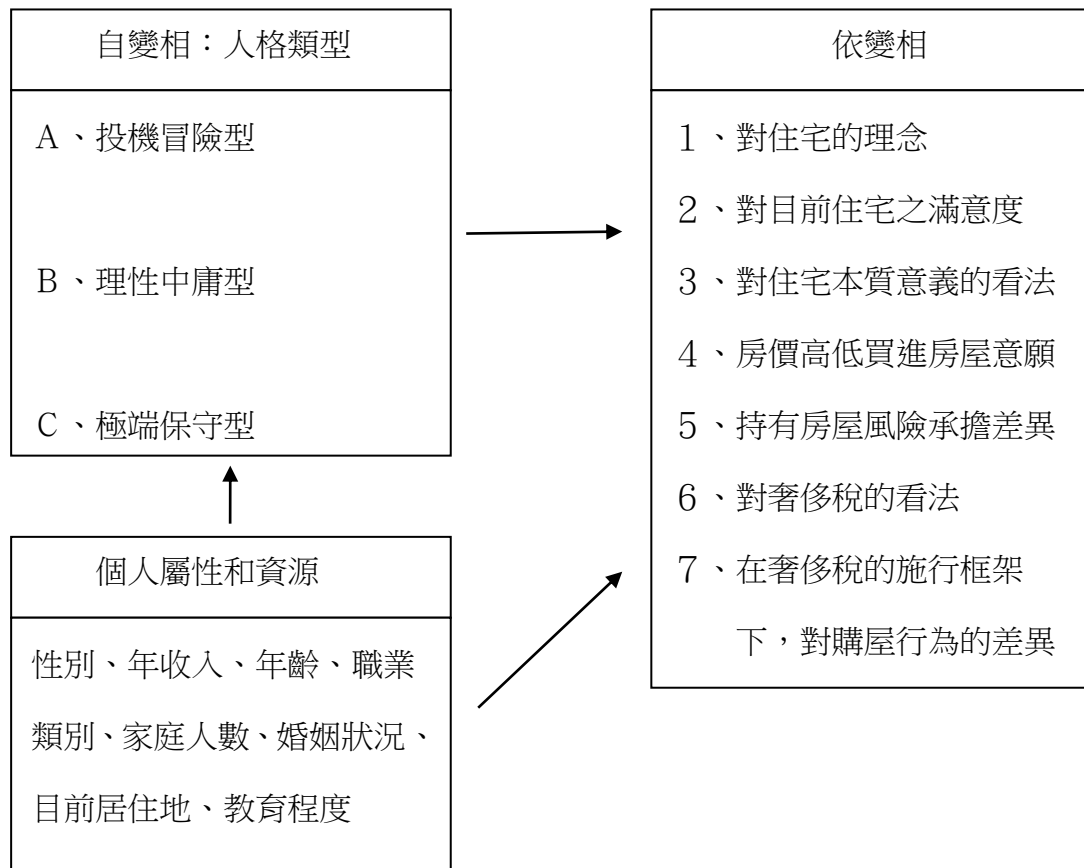 自變相：人格類型
Ａ、投機冒險型
Ｂ、理性中庸型
Ｃ、極端保守型
個人屬性和資源
性別、年收入、年齡、職業
類別、家庭人數、婚姻狀況、
目前居住地、教育程度
依變相
１、對住宅的理念
２、對目前住宅之滿意度
３、對住宅本質意義的看法
４、房價高低買進房屋意願
５、持有房屋風險承擔差異
６、對奢侈稅的看法
７、在奢侈稅的施行框架
下，對購屋行為的差異